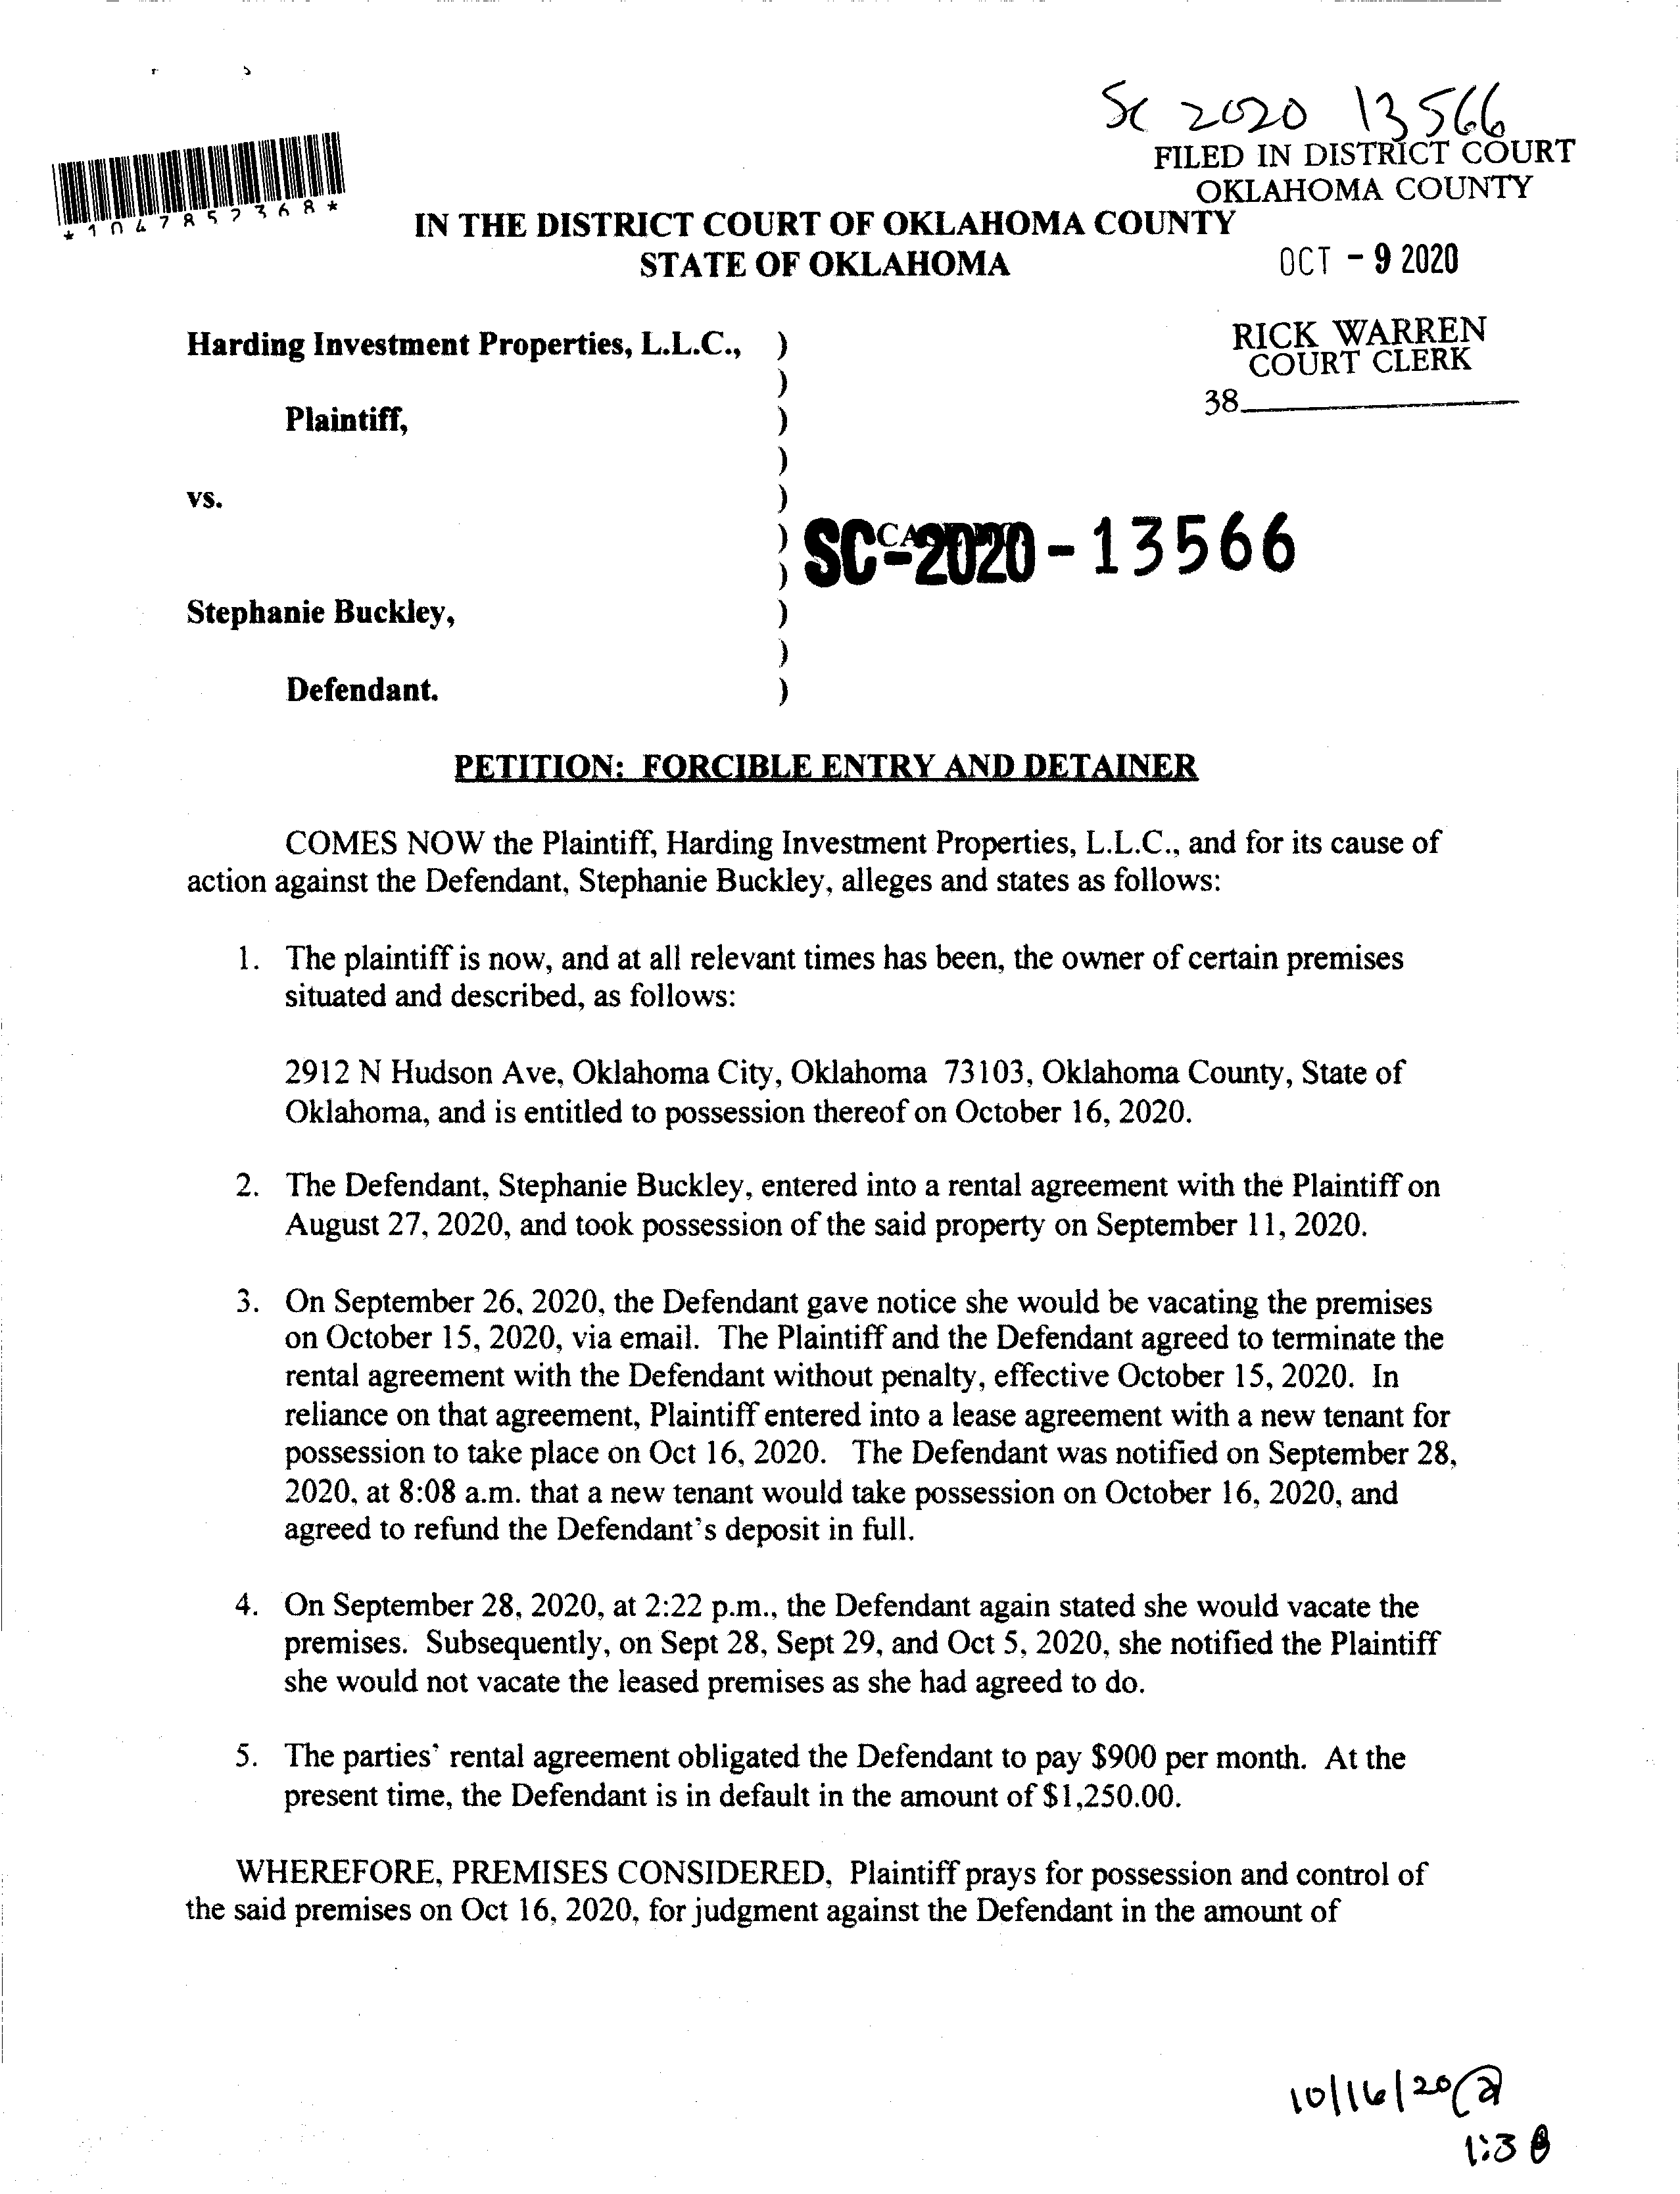 Sc 2020 13566
FILED IN DISTRICT COURT
OKLAHOMA COUNTY
*1047857368*
IN THE DISTRICT COURT OF OKLAHOMA COUNTY
STATE OF OKLAHOMA
OCT - 9 2020
RICK WARREN
COURT CLERK
38
Harding Investment Properties, L.L.C., )
)
Plaintiff, )
)
vs. )
) SC-2020-13566
)
Stephanie Buckley, )
)
Defendant. )
PETITION: FORCIBLE ENTRY AND DETAINER
COMES NOW the Plaintiff, Harding Investment Properties, L.L.C., and for its cause of
action against the Defendant, Stephanie Buckley, alleges and states as follows:
1. The plaintiff is now, and at all relevant times has been, the owner of certain premises
situated and described, as follows:
2912 N Hudson Ave, Oklahoma City, Oklahoma 73103, Oklahoma County, State of
Oklahoma, and is entitled to possession thereof on October 16, 2020.
2. The Defendant, Stephanie Buckley, entered into a rental agreement with the Plaintiff on
August 27, 2020, and took possession of the said property on September 11, 2020.
3. On September 26, 2020, the Defendant gave notice she would be vacating the premises
on October 15, 2020, via email. The Plaintiff and the Defendant agreed to terminate the
rental agreement with the Defendant without penalty, effective October 15, 2020. In
reliance on that agreement, Plaintiff entered into a lease agreement with a new tenant for
possession to take place on Oct 16, 2020. The Defendant was notified on September 28,
2020, at 8:08 a.m. that a new tenant would take possession on October 16, 2020, and
agreed to refund the Defendant's deposit in full.
4. On September 28, 2020, at 2:22 p.m., the Defendant again stated she would vacate the
premises. Subsequently, on Sept 28, Sept 29, and Oct 5, 2020, she notified the Plaintiff
she would not vacate the leased premises as she had agreed to do.
5. The parties' rental agreement obligated the Defendant to pay $900 per month. At the
present time, the Defendant is in default in the amount of $1,250.00.
WHEREFORE, PREMISES CONSIDERED, Plaintiff prays for possession and control of
the said premises on Oct 16, 2020, for judgment against the Defendant in the amount of
10/16/20 @
1:30